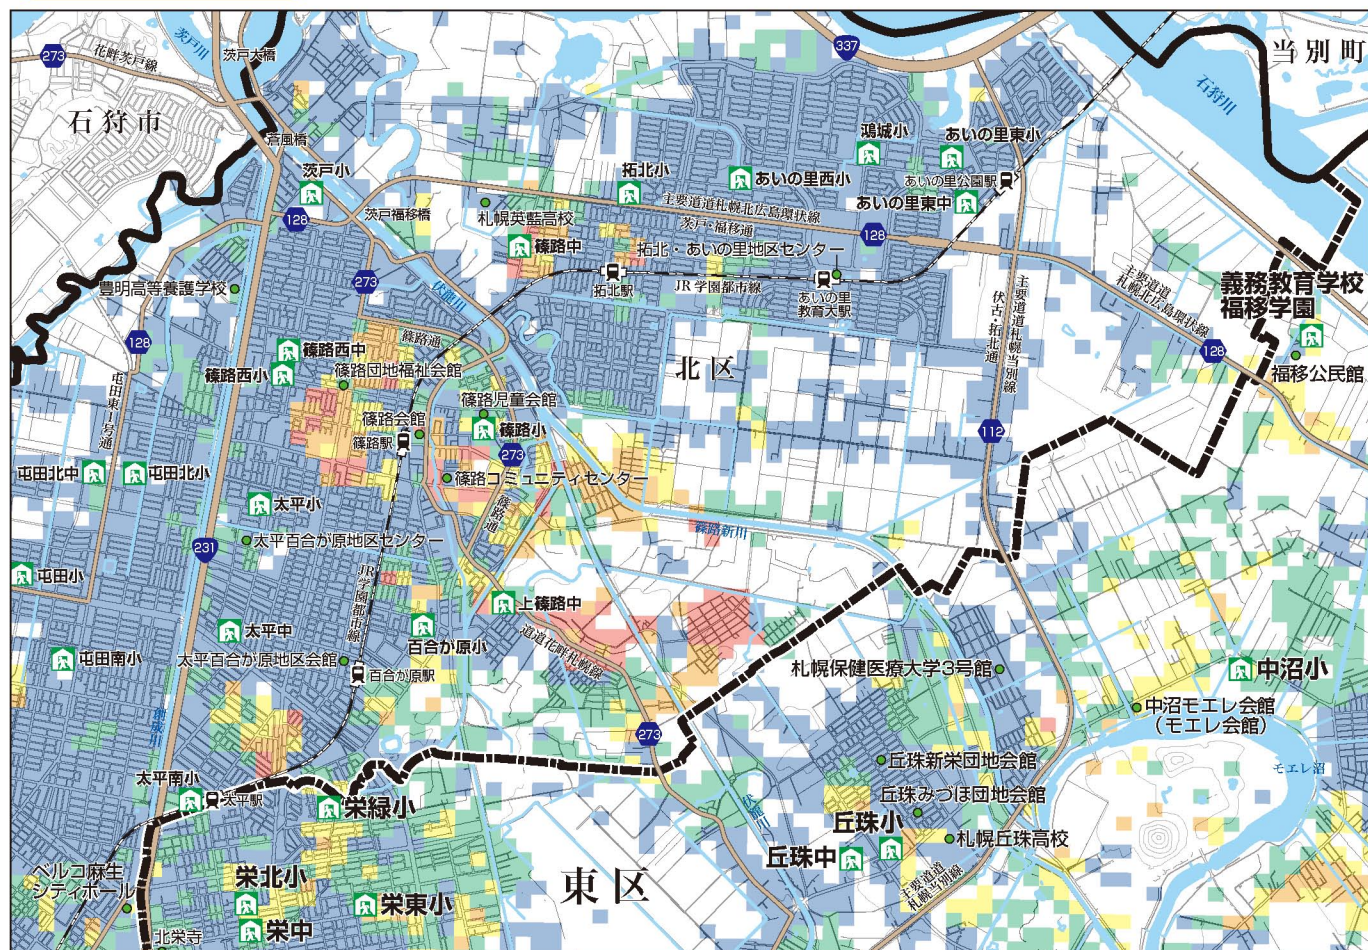 273
花畔茨戸線
茨戸川
茨戸大橋
337
当別町
石狩川
石狩市
蒼風橋
茨戸小
128
茨戸福移橋
札幌英藍高校
拓北小
あいの里西小
鴻城小
あいの里東小
あいの里公園駅
あいの里東中
主要道道札幌北広島環状線
茨戸・福移通
128
篠路中
拓北・あいの里地区センター
拓北駅
JR学園都市線
あいの里
教育大駅
豊明高等養護学校
273
伏籠川
128
屯田東1号通
篠路通
主要道道札幌当別線
伏古・拓北通
主要道道
札幌北広島環状線
128
義務教育学校
福移学園
福移公民館
篠路西中
篠路西小
篠路団地福祉会館
北区
篠路児童会館
篠路会館
篠路駅
篠路小
273
112
篠路コミュニティセンター
篠路通
屯田北中
屯田北小
太平小
太平百合が原地区センター
231
篠路新川
屯田小
JR学園都市線
上篠路中
太平中
百合が原小
道道花畔札幌線
屯田南小
太平百合が原地区会館
百合が原駅
札幌保健医療大学3号館
中沼小
中沼モエレ会館
(モエレ会館)
創成川
273
丘珠新栄団地会館
モエレ沼
太平南小
太平駅
栄緑小
伏籠川
丘珠みづほ団地会館
丘珠小
札幌丘珠高校
丘珠中
ベルコ麻生
シティホール
栄北小
栄東小
東区
主要道道
札幌当別線
栄中
北栄寺